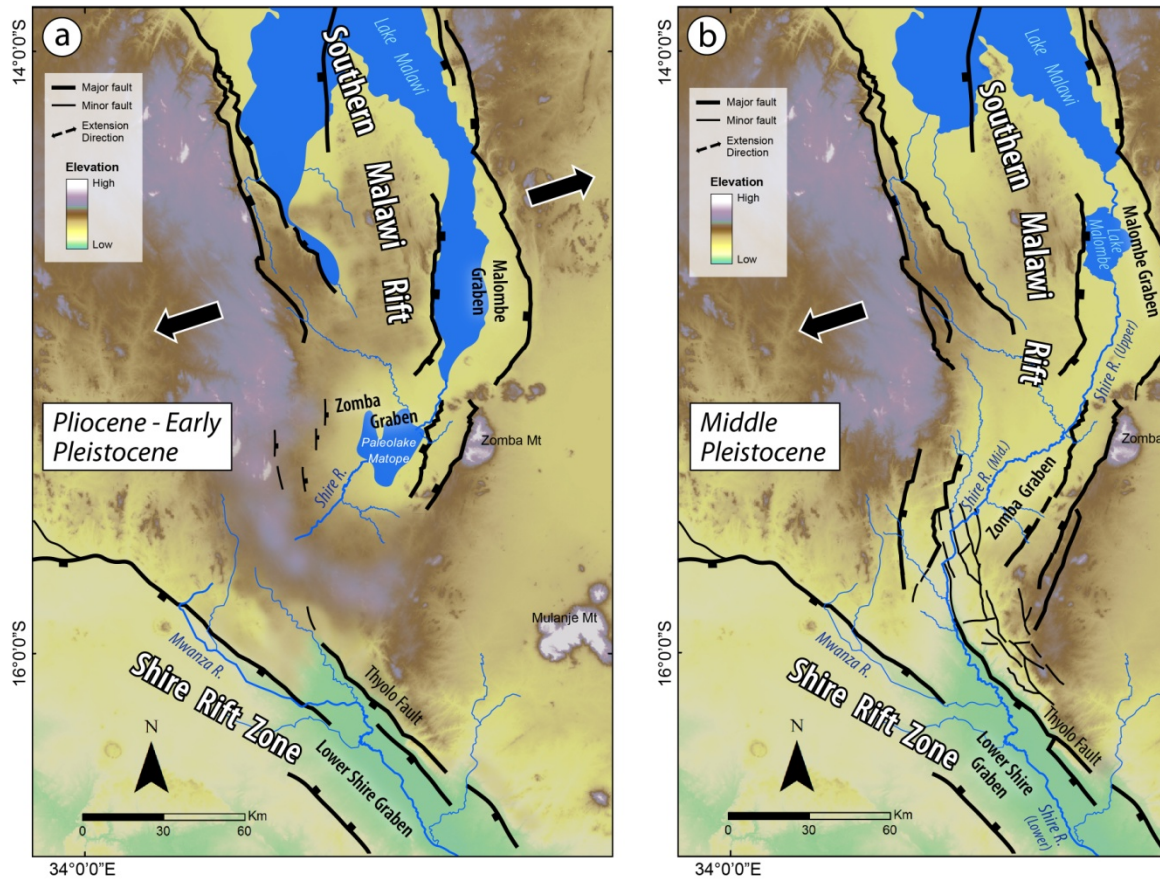 a
14°0'0"S
16°0'0"S
34°0'0"E
Major fault
Minor fault
Extension
Direction
Elevation
High
Low
Lake Malawi
Southern Malawi Rift
Malombe
Graben
Pliocene - Early
Pleistocene
Zomba
Graben
Paleolake
Matope
Zomba Mt
Shire R.
Mulanje Mt
Mwanza R.
Thyolo Fault
Shire Rift Zone
Lower Shire Graben
N
0 30 60 Km
b
14°0'0"S
16°0'0"S
34°0'0"E
Major fault
Minor fault
Extension
Direction
Elevation
High
Low
Lake Malawi
Southern Malawi Rift
Lake
Malombe
Malombe Graben
Shire R. (Upper)
Middle
Pleistocene
Zomba
Shire R. (Mid.)
Zomba Graben
Mwanza R.
Thyolo Fault
Shire Rift Zone
Lower Shire
Graben
Shire R.
(Lower)
N
0 30 60 Km